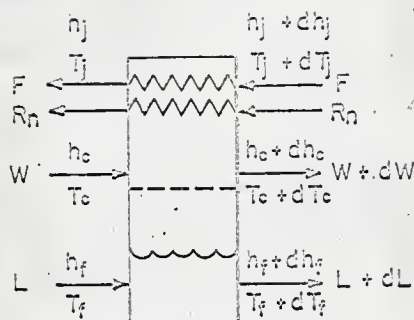 hj hj + dhj
Tj Tj + dTj
F F
Rn Rn
hc hc + dhc
W W + dW
Tc Tc + dTc
hf hf + dhf
L L + dL
Tf Tf + dTf